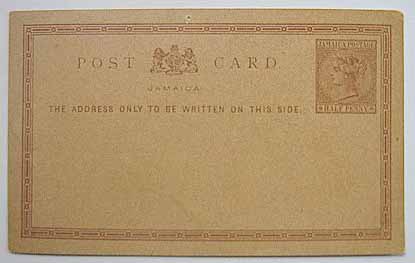 POST CARD
JAMAICA
THE ADDRESS ONLY TO BE WRITTEN ON THIS SIDE.
JAMAICA POSTAGE
HALF PENNY